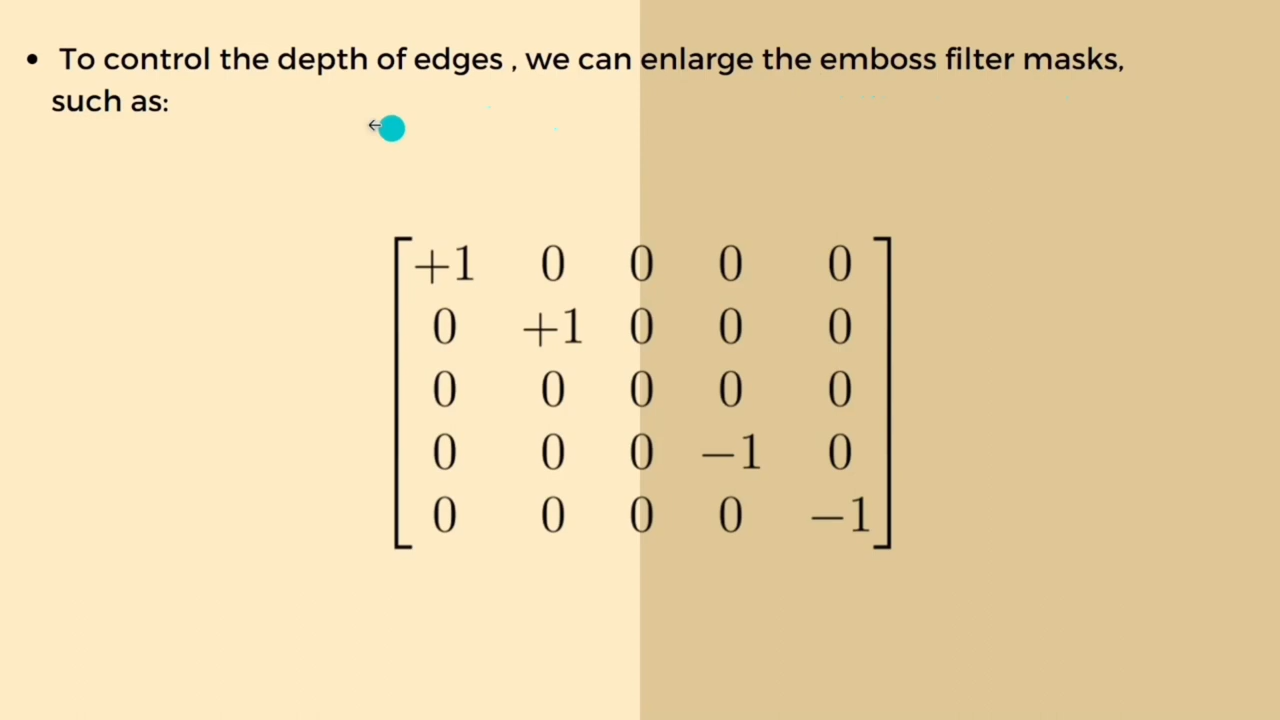 • To control the depth of edges , we can enlarge the emboss filter masks,
such as:
+1 0 0 0 0
0 +1 0 0 0
0 0 0 0 0
0 0 0 −1 0
0 0 0 0 −1